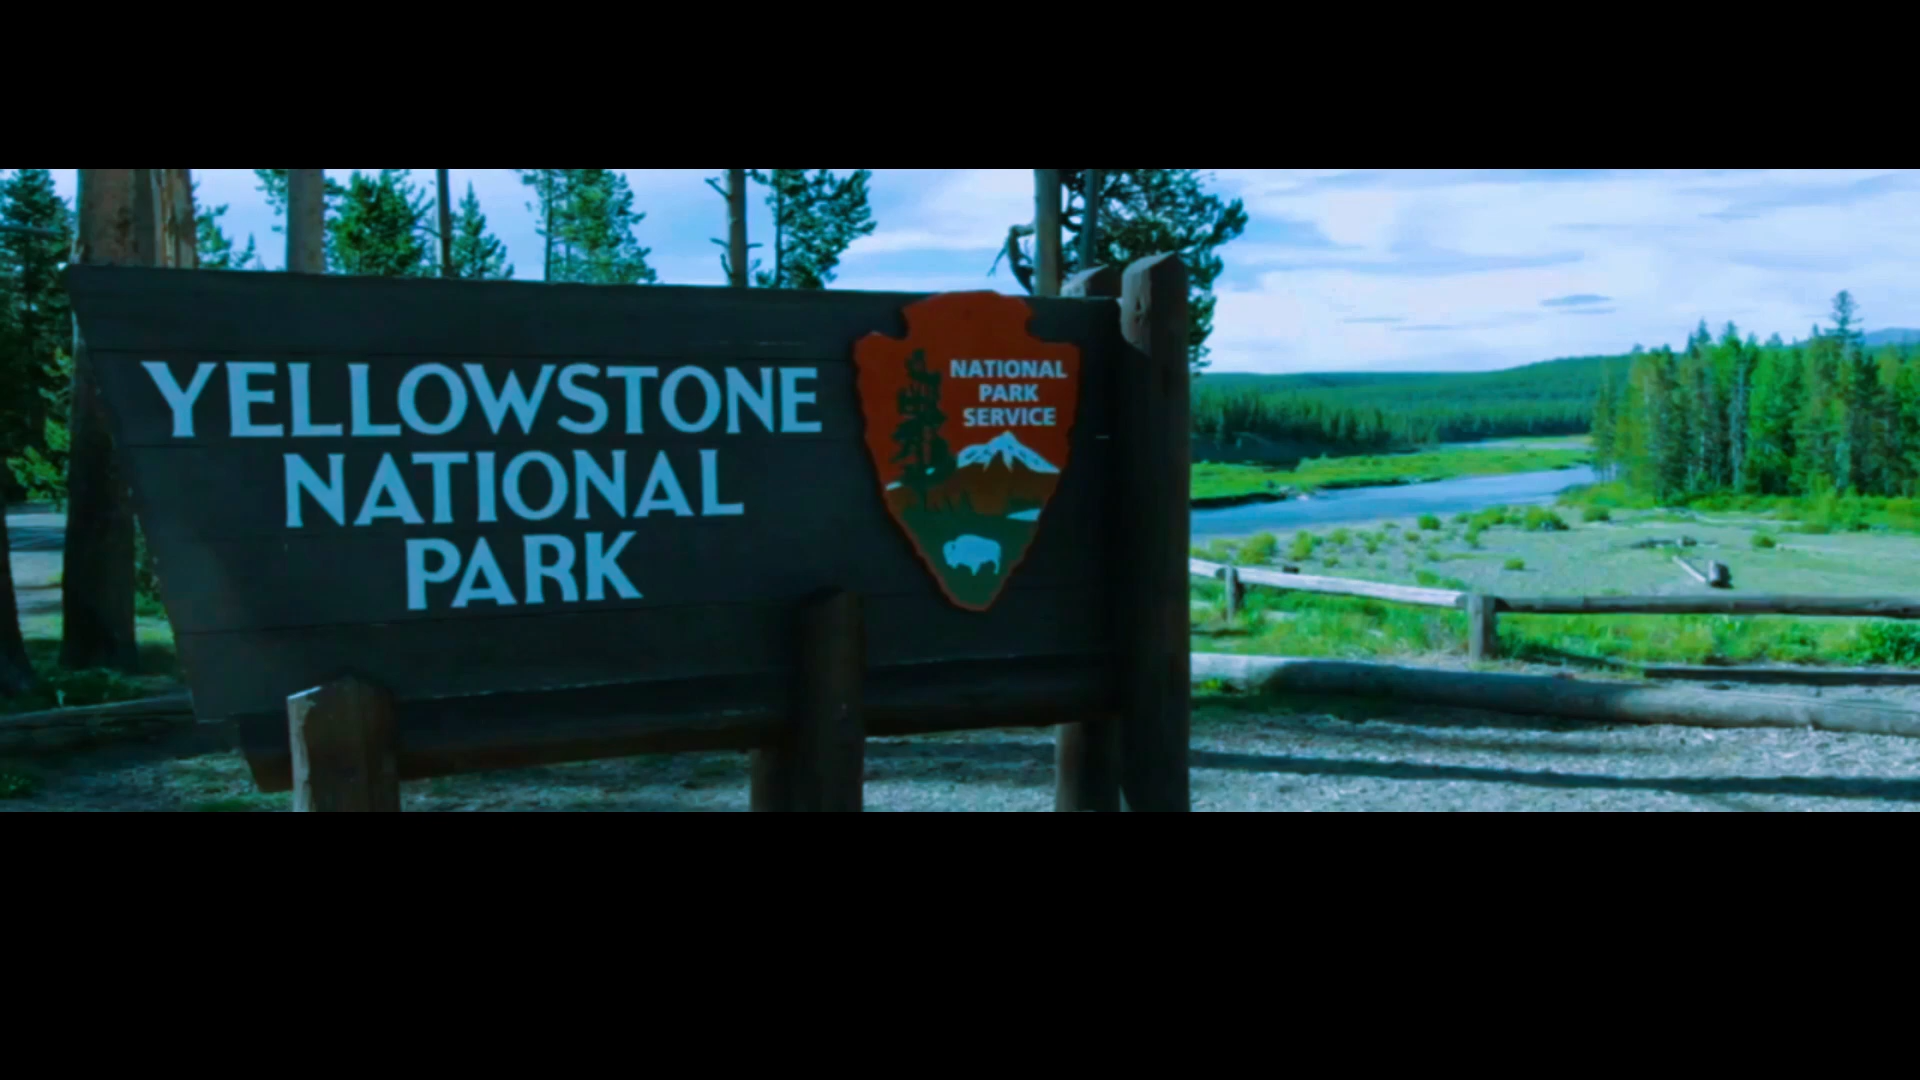 YELLOWSTONE
NATIONAL
PARK
NATIONAL
PARK
SERVICE